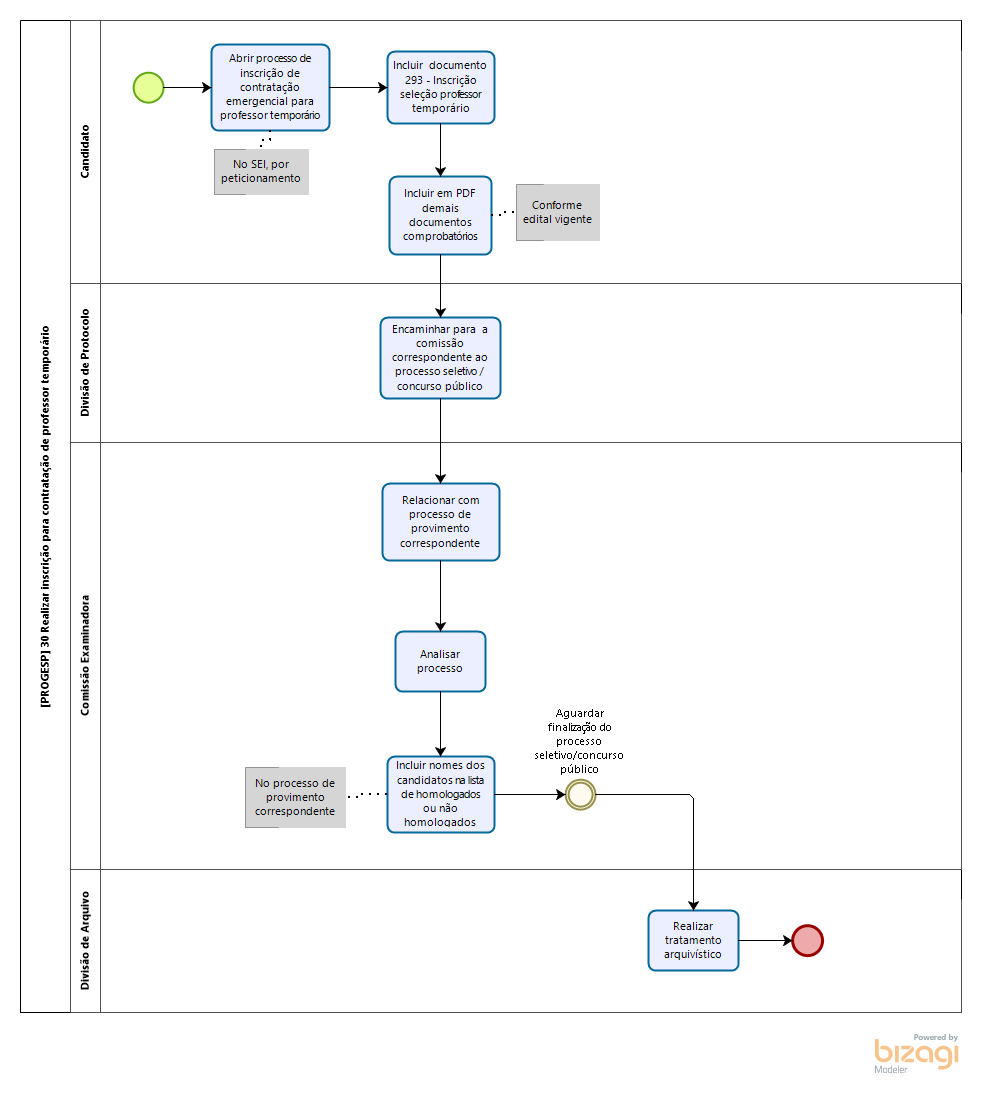 [PROGESP] 30 Realizar inscrição para contratação de professor temporário
Candidato
Abrir processo de
inscrição de
contratação
emergencial para
professor temporário
Incluir documento
293 - Inscrição
seleção professor
temporário
No SEI, por
peticionamento
Incluir em PDF
demais
documentos
comprobatórios
Conforme
edital vigente
Divisão de Protocolo
Encaminhar para a
comissão
correspondente ao
processo seletivo /
concurso público
Comissão Examinadora
Relacionar com
processo de
provimento
correspondente
Analisar
processo
Incluir nomes dos
candidatos na lista
de homologados
ou não
homologados
No processo de
provimento
correspondente
Aguardar
finalização do
processo
seletivo/concurso
público
Divisão de Arquivo
Realizar
tratamento
arquivístico
Powered by
bizagi
Modeler